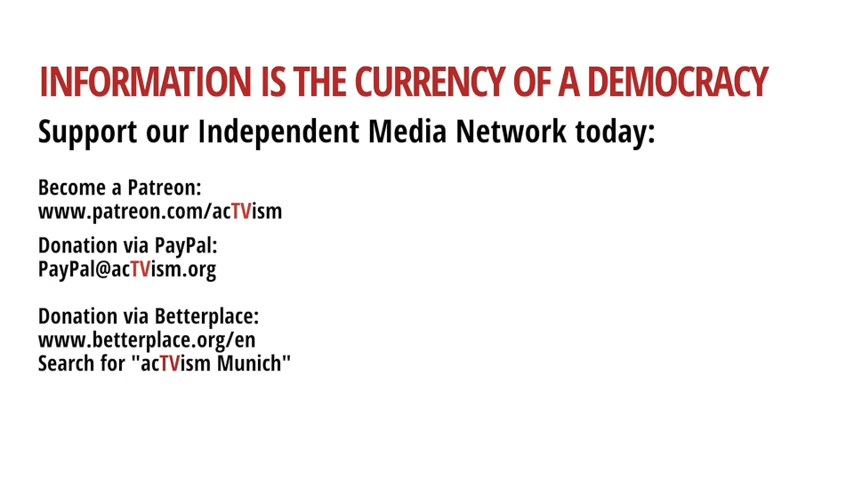 INFORMATION IS THE CURRENCY OF A DEMOCRACY
Support our Independent Media Network today:
Become a Patreon:
www.patreon.com/acTVism
Donation via PayPal:
PayPal@acTVism.org
Donation via Betterplace:
www.betterplace.org/en
Search for "acTVism Munich"